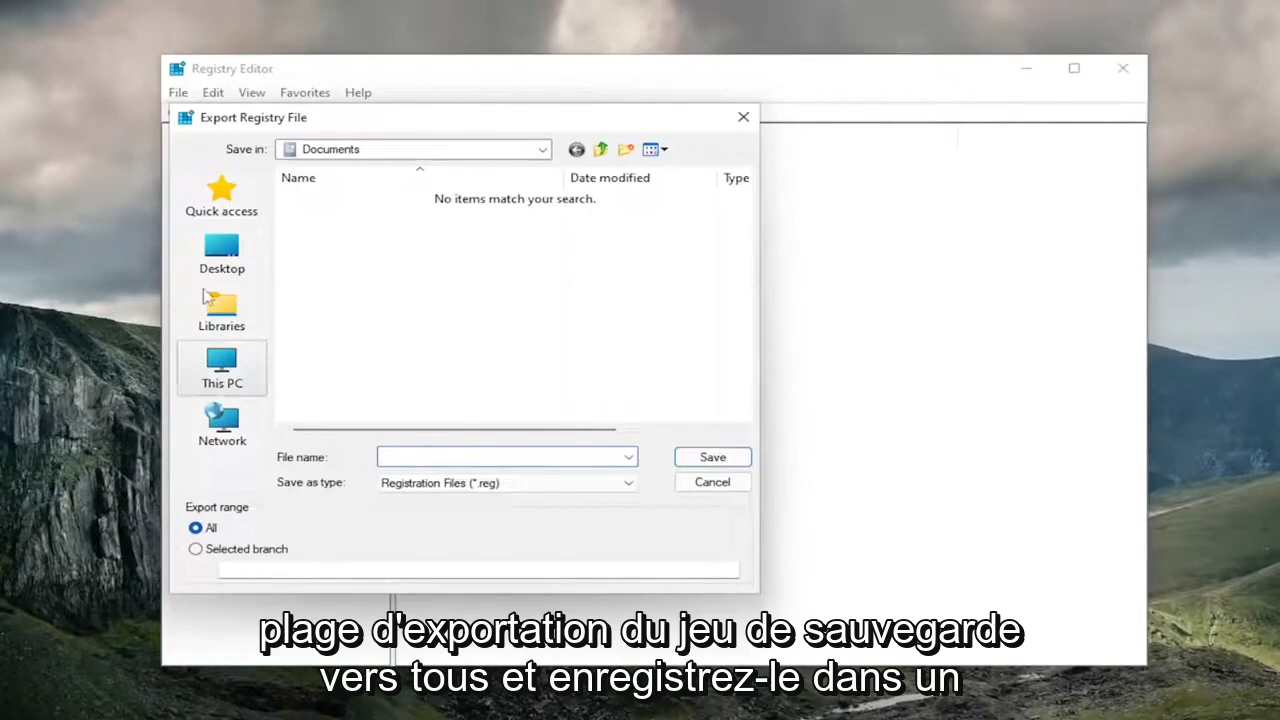 Registry Editor
File Edit View Favorites Help
Export Registry File
Save in: Documents
Name Date modified Type
No items match your search.
Quick access
Desktop
Libraries
This PC
Network
File name: Save
Save as type: Registration Files (*.reg) Cancel
Export range
All
Selected branch
plage d'exportation du jeu de sauvegarde
vers tous et enregistrez-le dans un